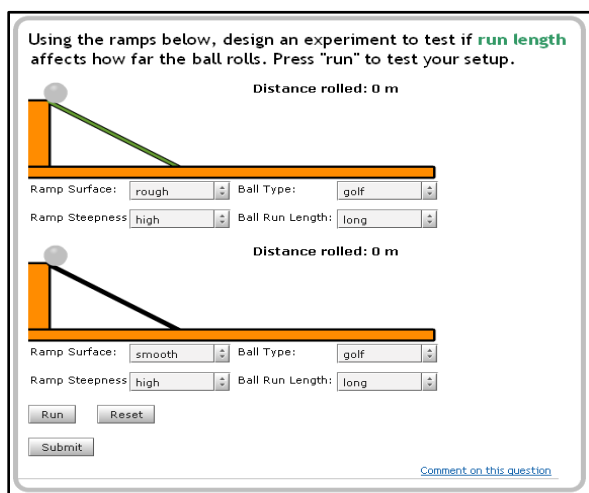 Using the ramps below, design an experiment to test if run length
affects how far the ball rolls. Press "run" to test your setup.
Distance rolled: 0 m
Ramp Surface: rough Ball Type: golf
Ramp Steepness high Ball Run Length: long
Distance rolled: 0 m
Ramp Surface: smooth Ball Type: golf
Ramp Steepness high Ball Run Length: long
Run Reset
Submit
Comment on this question